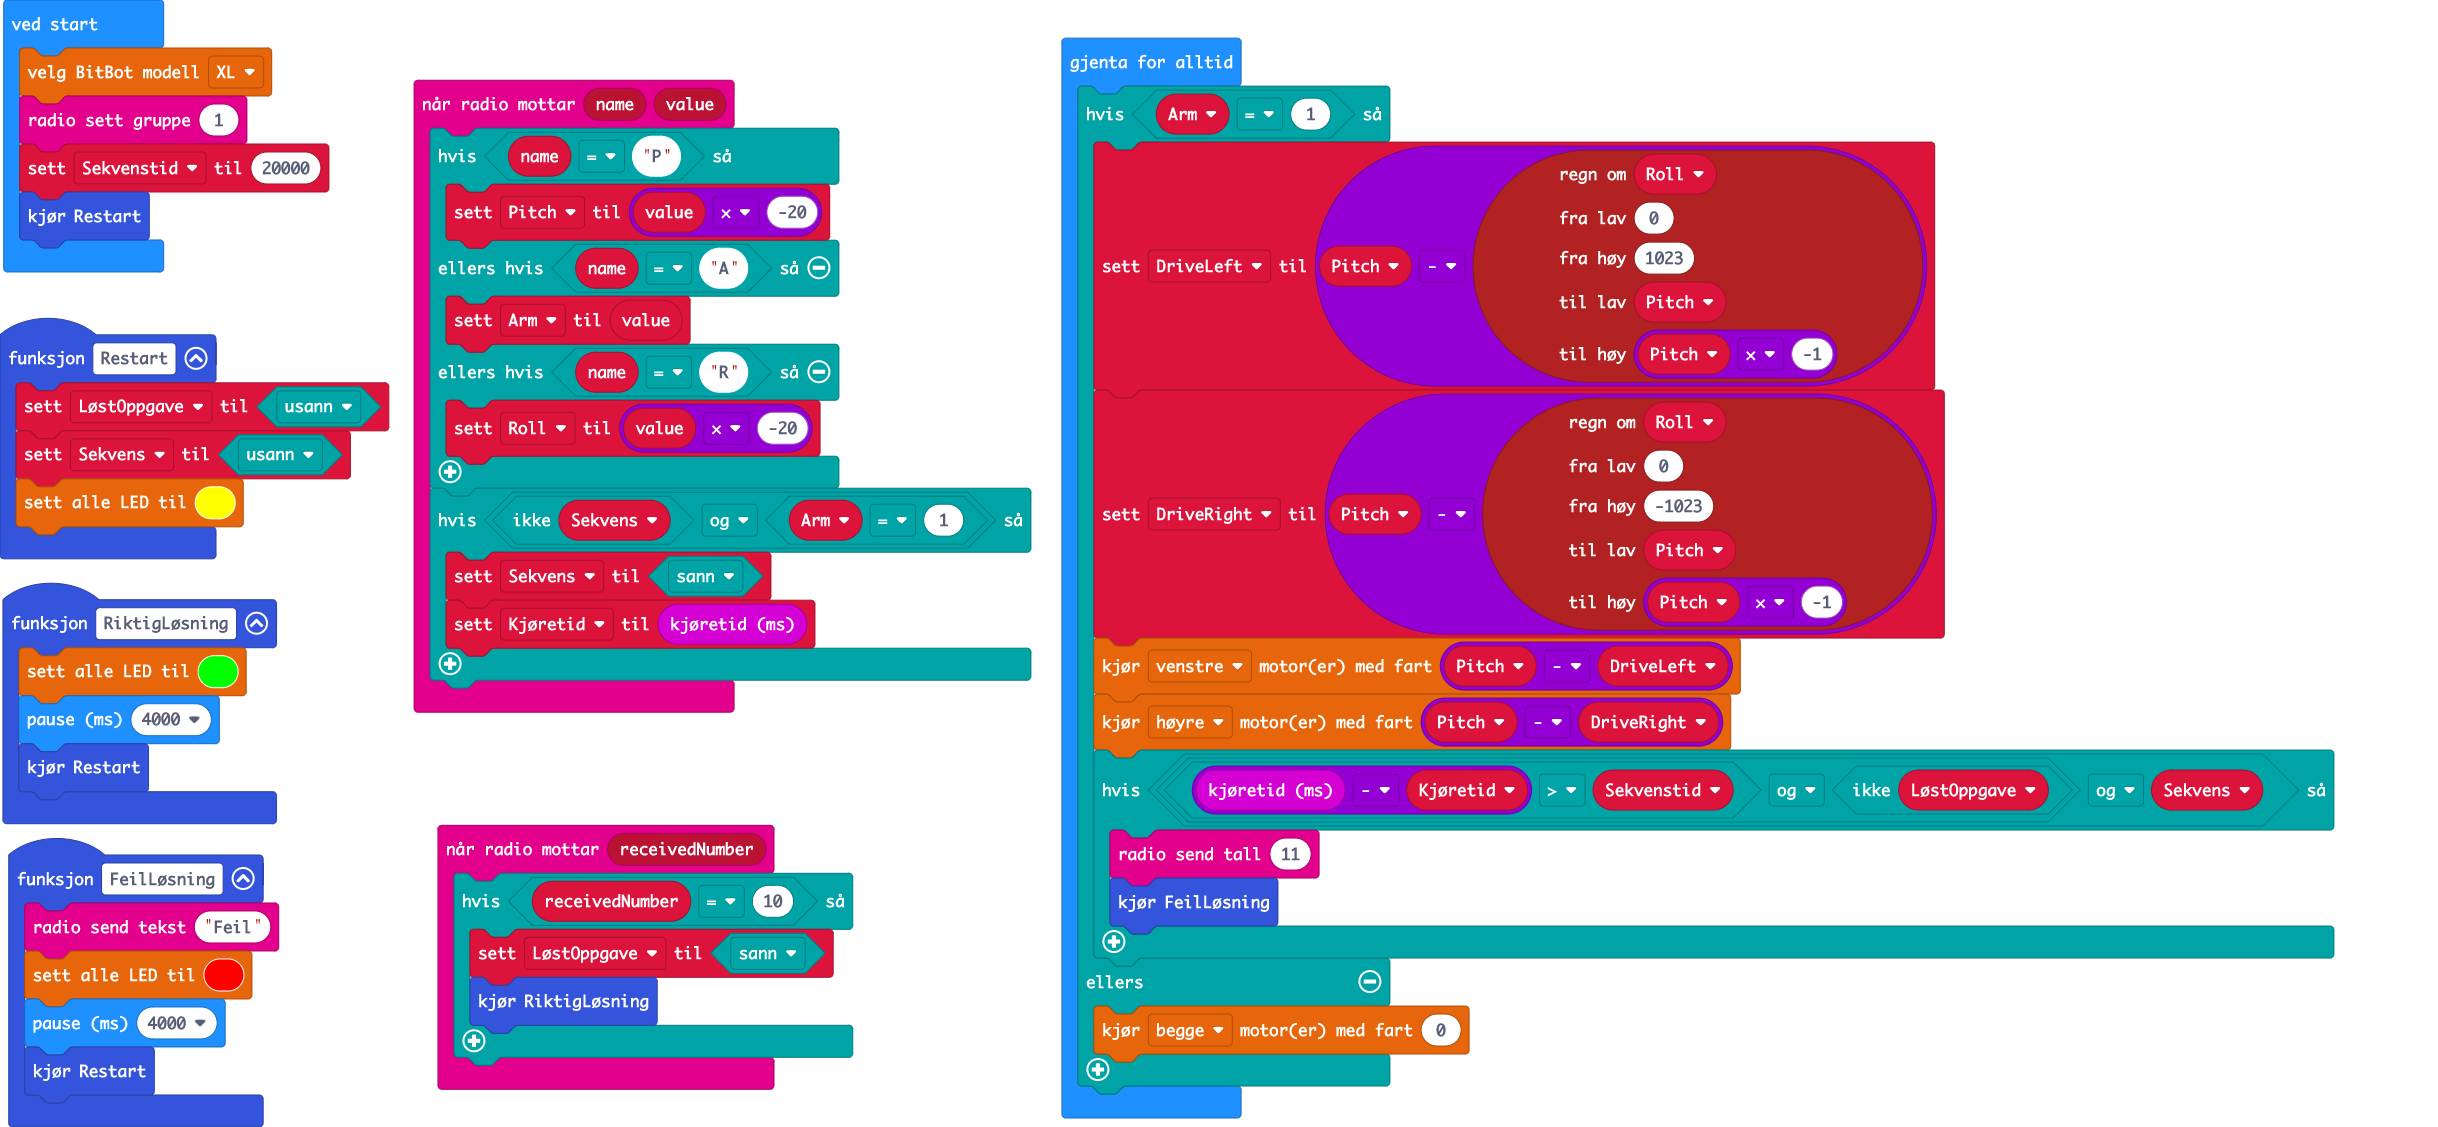 ved start
velg BitBot modell XL
radio sett gruppe 1
sett Sekvenstid til 20000
kjør Restart
funksjon Restart
sett LøstOppgave til usann
sett Sekvens til usann
sett alle LED til
funksjon RiktigLøsning
sett alle LED til
pause (ms) 4000
kjør Restart
funksjon FeilLøsning
radio send tekst "Feil"
sett alle LED til
pause (ms) 4000
kjør Restart
når radio mottar name value
hvis name = "P" så
sett Pitch til value × -20
ellers hvis name = "A" så
sett Arm til value
ellers hvis name = "R" så
sett Roll til value × -20
hvis ikke Sekvens og Arm = 1 så
sett Sekvens til sann
sett Kjøretid til kjøretid (ms)
når radio mottar receivedNumber
hvis receivedNumber = 10 så
sett LøstOppgave til sann
kjør RiktigLøsning
gjenta for alltid
hvis Arm = 1 så
sett DriveLeft til Pitch -
regn om Roll
fra lav 0
fra høy 1023
til lav Pitch
til høy Pitch × -1
sett DriveRight til Pitch -
regn om Roll
fra lav 0
fra høy -1023
til lav Pitch
til høy Pitch × -1
kjør venstre motor(er) med fart Pitch - DriveLeft
kjør høyre motor(er) med fart Pitch - DriveRight
hvis kjøretid (ms) - Kjøretid > Sekvenstid og ikke LøstOppgave og Sekvens så
radio send tall 11
kjør FeilLøsning
ellers
kjør begge motor(er) med fart 0